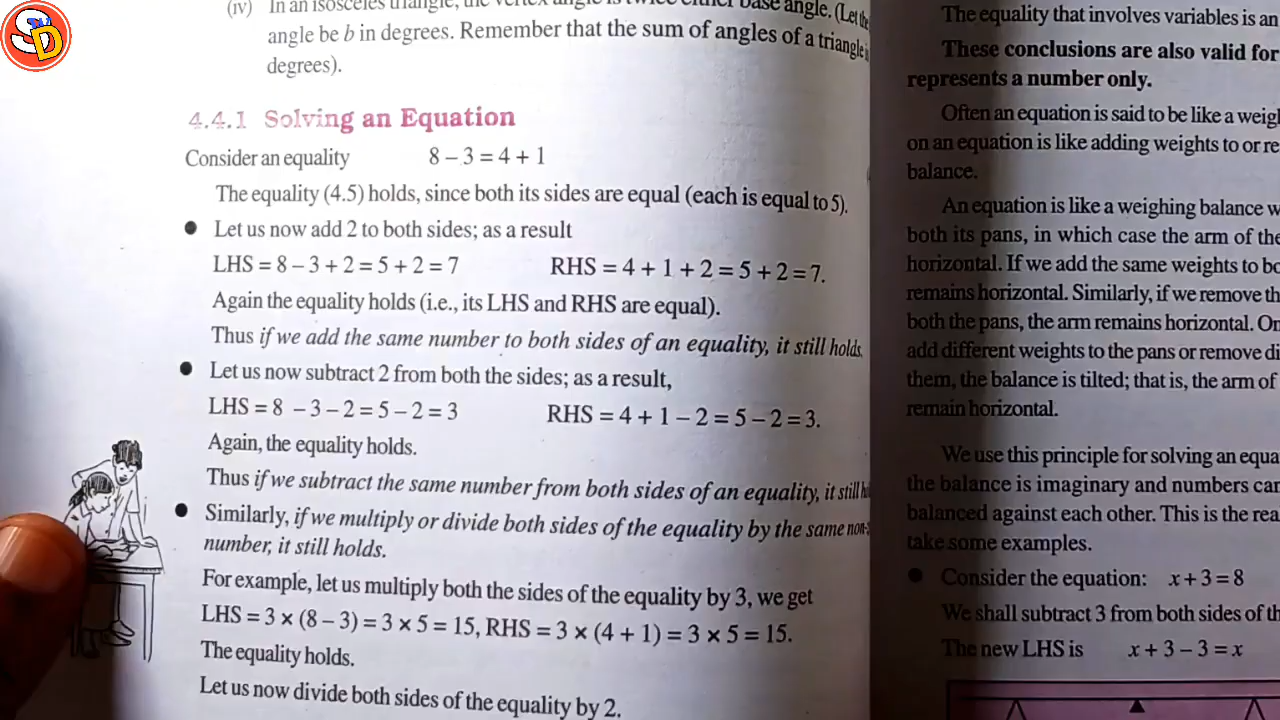 SD
(iv) In an isosceles triangle, the vertex angle is twice either base angle. (Let the
angle be b in degrees. Remember that the sum of angles of a triangle is
degrees).
4.4.1 Solving an Equation
Consider an equality 8 – 3 = 4 + 1
The equality (4.5) holds, since both its sides are equal (each is equal to 5).
● Let us now add 2 to both sides; as a result
LHS = 8 – 3 + 2 = 5 + 2 = 7 RHS = 4 + 1 + 2 = 5 + 2 = 7.
Again the equality holds (i.e., its LHS and RHS are equal).
Thus if we add the same number to both sides of an equality, it still holds.
● Let us now subtract 2 from both the sides; as a result,
LHS = 8 – 3 – 2 = 5 – 2 = 3 RHS = 4 + 1 – 2 = 5 – 2 = 3.
Again, the equality holds.
Thus if we subtract the same number from both sides of an equality, it still
● Similarly, if we multiply or divide both sides of the equality by the same non-
number, it still holds.
For example, let us multiply both the sides of the equality by 3, we get
LHS = 3 × (8 – 3) = 3 × 5 = 15, RHS = 3 × (4 + 1) = 3 × 5 = 15.
The equality holds.
Let us now divide both sides of the equality by 2.
The equality that involves variables is an
These conclusions are also valid for
represents a number only.
Often an equation is said to be like a weig
on an equation is like adding weights to or re
balance.
An equation is like a weighing balance w
both its pans, in which case the arm of the
horizontal. If we add the same weights to bo
remains horizontal. Similarly, if we remove th
both the pans, the arm remains horizontal. On
add different weights to the pans or remove di
them, the balance is tilted; that is, the arm of
remain horizontal.
We use this principle for solving an equa
the balance is imaginary and numbers can
balanced against each other. This is the rea
take some examples.
● Consider the equation: x + 3 = 8
We shall subtract 3 from both sides of th
The new LHS is x + 3 – 3 = x